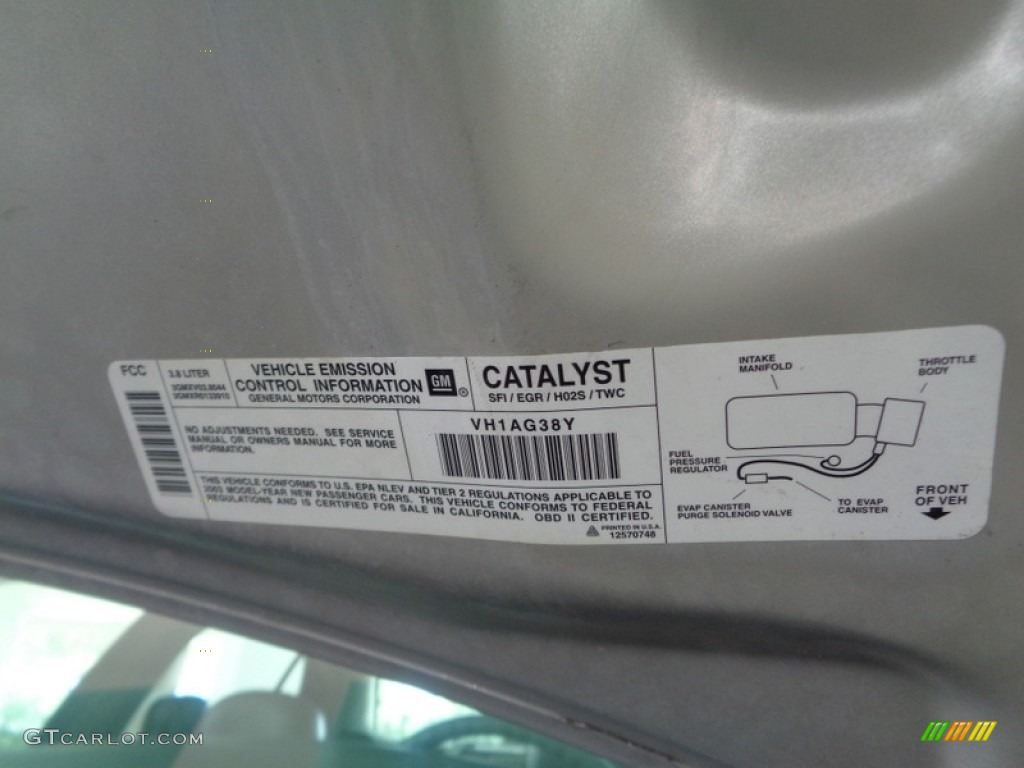 FCC
3.8 LITER
3GMXV03.8044
3GMXR0133910
VEHICLE EMISSION
CONTROL INFORMATION
GENERAL MOTORS CORPORATION
GM ®
CATALYST
SFI / EGR / HO2S / TWC
NO ADJUSTMENTS NEEDED. SEE SERVICE
MANUAL OR OWNERS MANUAL FOR MORE
INFORMATION.
VH1AG38Y
THIS VEHICLE CONFORMS TO U.S. EPA NLEV AND TIER 2 REGULATIONS APPLICABLE TO
2003 MODEL-YEAR NEW PASSENGER CARS. THIS VEHICLE CONFORMS TO FEDERAL
REGULATIONS AND IS CERTIFIED FOR SALE IN CALIFORNIA. OBD II CERTIFIED.
PRINTED IN U.S.A.
12570748
INTAKE
MANIFOLD
THROTTLE
BODY
FUEL
PRESSURE
REGULATOR
EVAP CANISTER
PURGE SOLENOID VALVE
TO EVAP
CANISTER
FRONT
OF VEH
GTCARLOT.COM